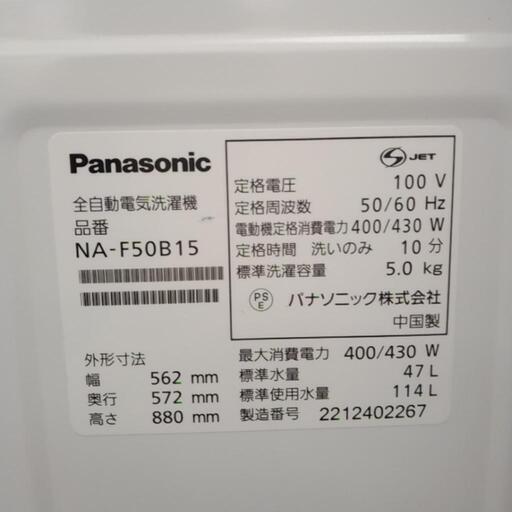 Panasonic
全自動電気洗濯機
品番
NA-F50B15
外形寸法
幅 562 mm
奥行 572 mm
高さ 880 mm
S JET
定格電圧 100 V
定格周波数 50/60 Hz
電動機定格消費電力 400/430 W
定格時間 洗いのみ 10 分
標準洗濯容量 5.0 kg
PSE パナソニック株式会社
中国製
最大消費電力 400/430 W
標準水量 47 L
標準使用水量 114 L
製造番号 2212402267